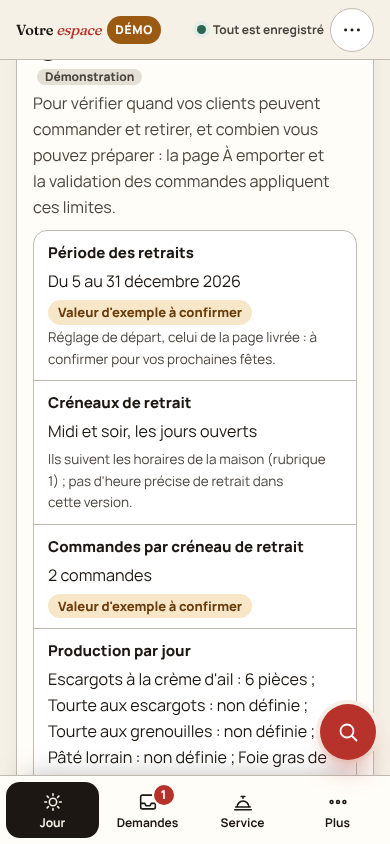 Votre espace DÉMO Tout est enregistré
Démonstration
Pour vérifier quand vos clients peuvent
commander et retirer, et combien vous
pouvez préparer : la page À emporter et
la validation des commandes appliquent
ces limites.
Période des retraits
Du 5 au 31 décembre 2026
Valeur d'exemple à confirmer
Réglage de départ, celui de la page livrée : à
confirmer pour vos prochaines fêtes.
Créneaux de retrait
Midi et soir, les jours ouverts
Ils suivent les horaires de la maison (rubrique
1) ; pas d'heure précise de retrait dans
cette version.
Commandes par créneau de retrait
2 commandes
Valeur d'exemple à confirmer
Production par jour
Escargots à la crème d'ail : 6 pièces ;
Tourte aux escargots : non définie ;
Tourte aux grenouilles : non définie ;
Pâté lorrain : non définie ; Foie gras de
1
Jour Demandes Service Plus